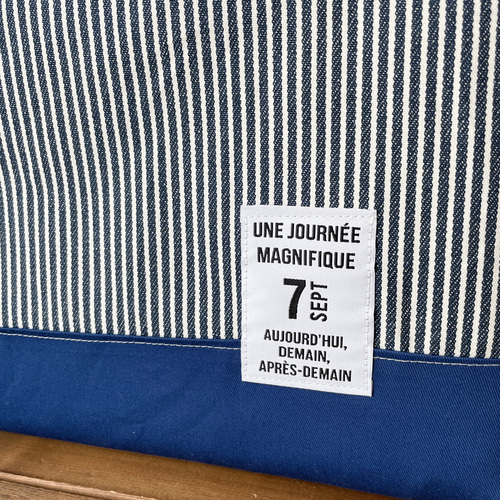 UNE JOURNÉE
MAGNIFIQUE
7 SEPT
AUJOURD'HUI,
DEMAIN,
APRÈS-DEMAIN